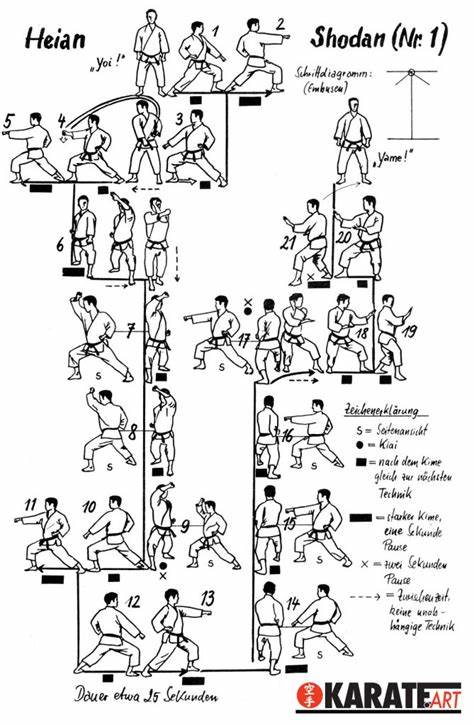 Heian
Shodan (Nr. 1)
„Yoi!"
1
2
Schrittdiagramm:
(Embusen)
5
4
3
„Yame!"
6
21
20
×
7
17
×
18
19
S
S
8
S
16
S
Zeichenerklärung
S = Seitenansicht
● = Kiai
■ = nach dem Kime
gleich zur nächsten
Technik
■ = starker Kime,
eine Sekunde
Pause
× = zwei Sekunden
Pause
---> = Zwischenzeit,
keine unab-
hängige Technik
11
10
9
S
×
15
S
12
13
14
S
Dauer etwa 25 Sekunden
空手
KARATE.ART